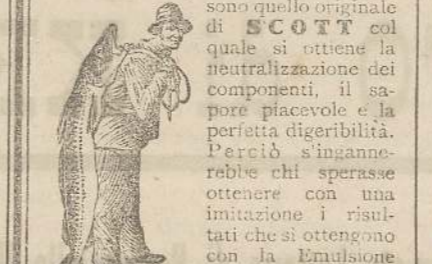 sono quello originale
di SCOTT col
quale si ottiene la
neutralizzazione dei
componenti, il sa-
pore piacevole e la
perfetta digeribilità.
Perciò s'inganne-
rebbe chi sperasse
ottenere con una
imitazione i risul-
tati che si ottengono
con la Emulsione